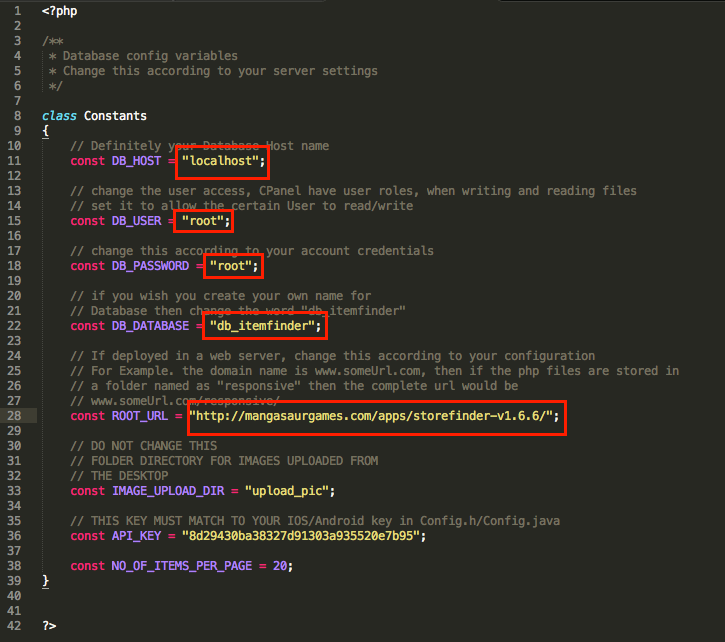 1 <?php
2
3 /**
4 * Database config variables
5 * Change this according to your server settings
6 */
7
8 class Constants
9 {
10 // Definitely your Database Host name
11 const DB_HOST = "localhost";
12
13 // change the user access, CPanel have user roles, when writing and reading files
14 // set it to allow the certain User to read/write
15 const DB_USER = "root";
16
17 // change this according to your account credentials
18 const DB_PASSWORD = "root";
19
20 // if you wish you create your own name for
21 // Database then change the word "db_itemfinder"
22 const DB_DATABASE = "db_itemfinder";
23
24 // If deployed in a web server, change this according to your configuration
25 // For Example. the domain name is www.someUrl.com, then if the php files are stored in
26 // a folder named as "responsive" then the complete url would be
27 // www.someUrl.com/responsive/
28 const ROOT_URL = "http://mangasaurgames.com/apps/storefinder-v1.6.6/";
29
30 // DO NOT CHANGE THIS
31 // FOLDER DIRECTORY FOR IMAGES UPLOADED FROM
32 // THE DESKTOP
33 const IMAGE_UPLOAD_DIR = "upload_pic";
34
35 // THIS KEY MUST MATCH TO YOUR IOS/Android key in Config.h/Config.java
36 const API_KEY = "8d29430ba38327d91303a935520e7b95";
37
38 const NO_OF_ITEMS_PER_PAGE = 20;
39 }
40
41
42 ?>